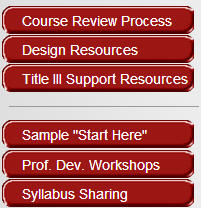 Course Review Process
Design Resources
Title III Support Resources
Sample "Start Here"
Prof. Dev. Workshops
Syllabus Sharing